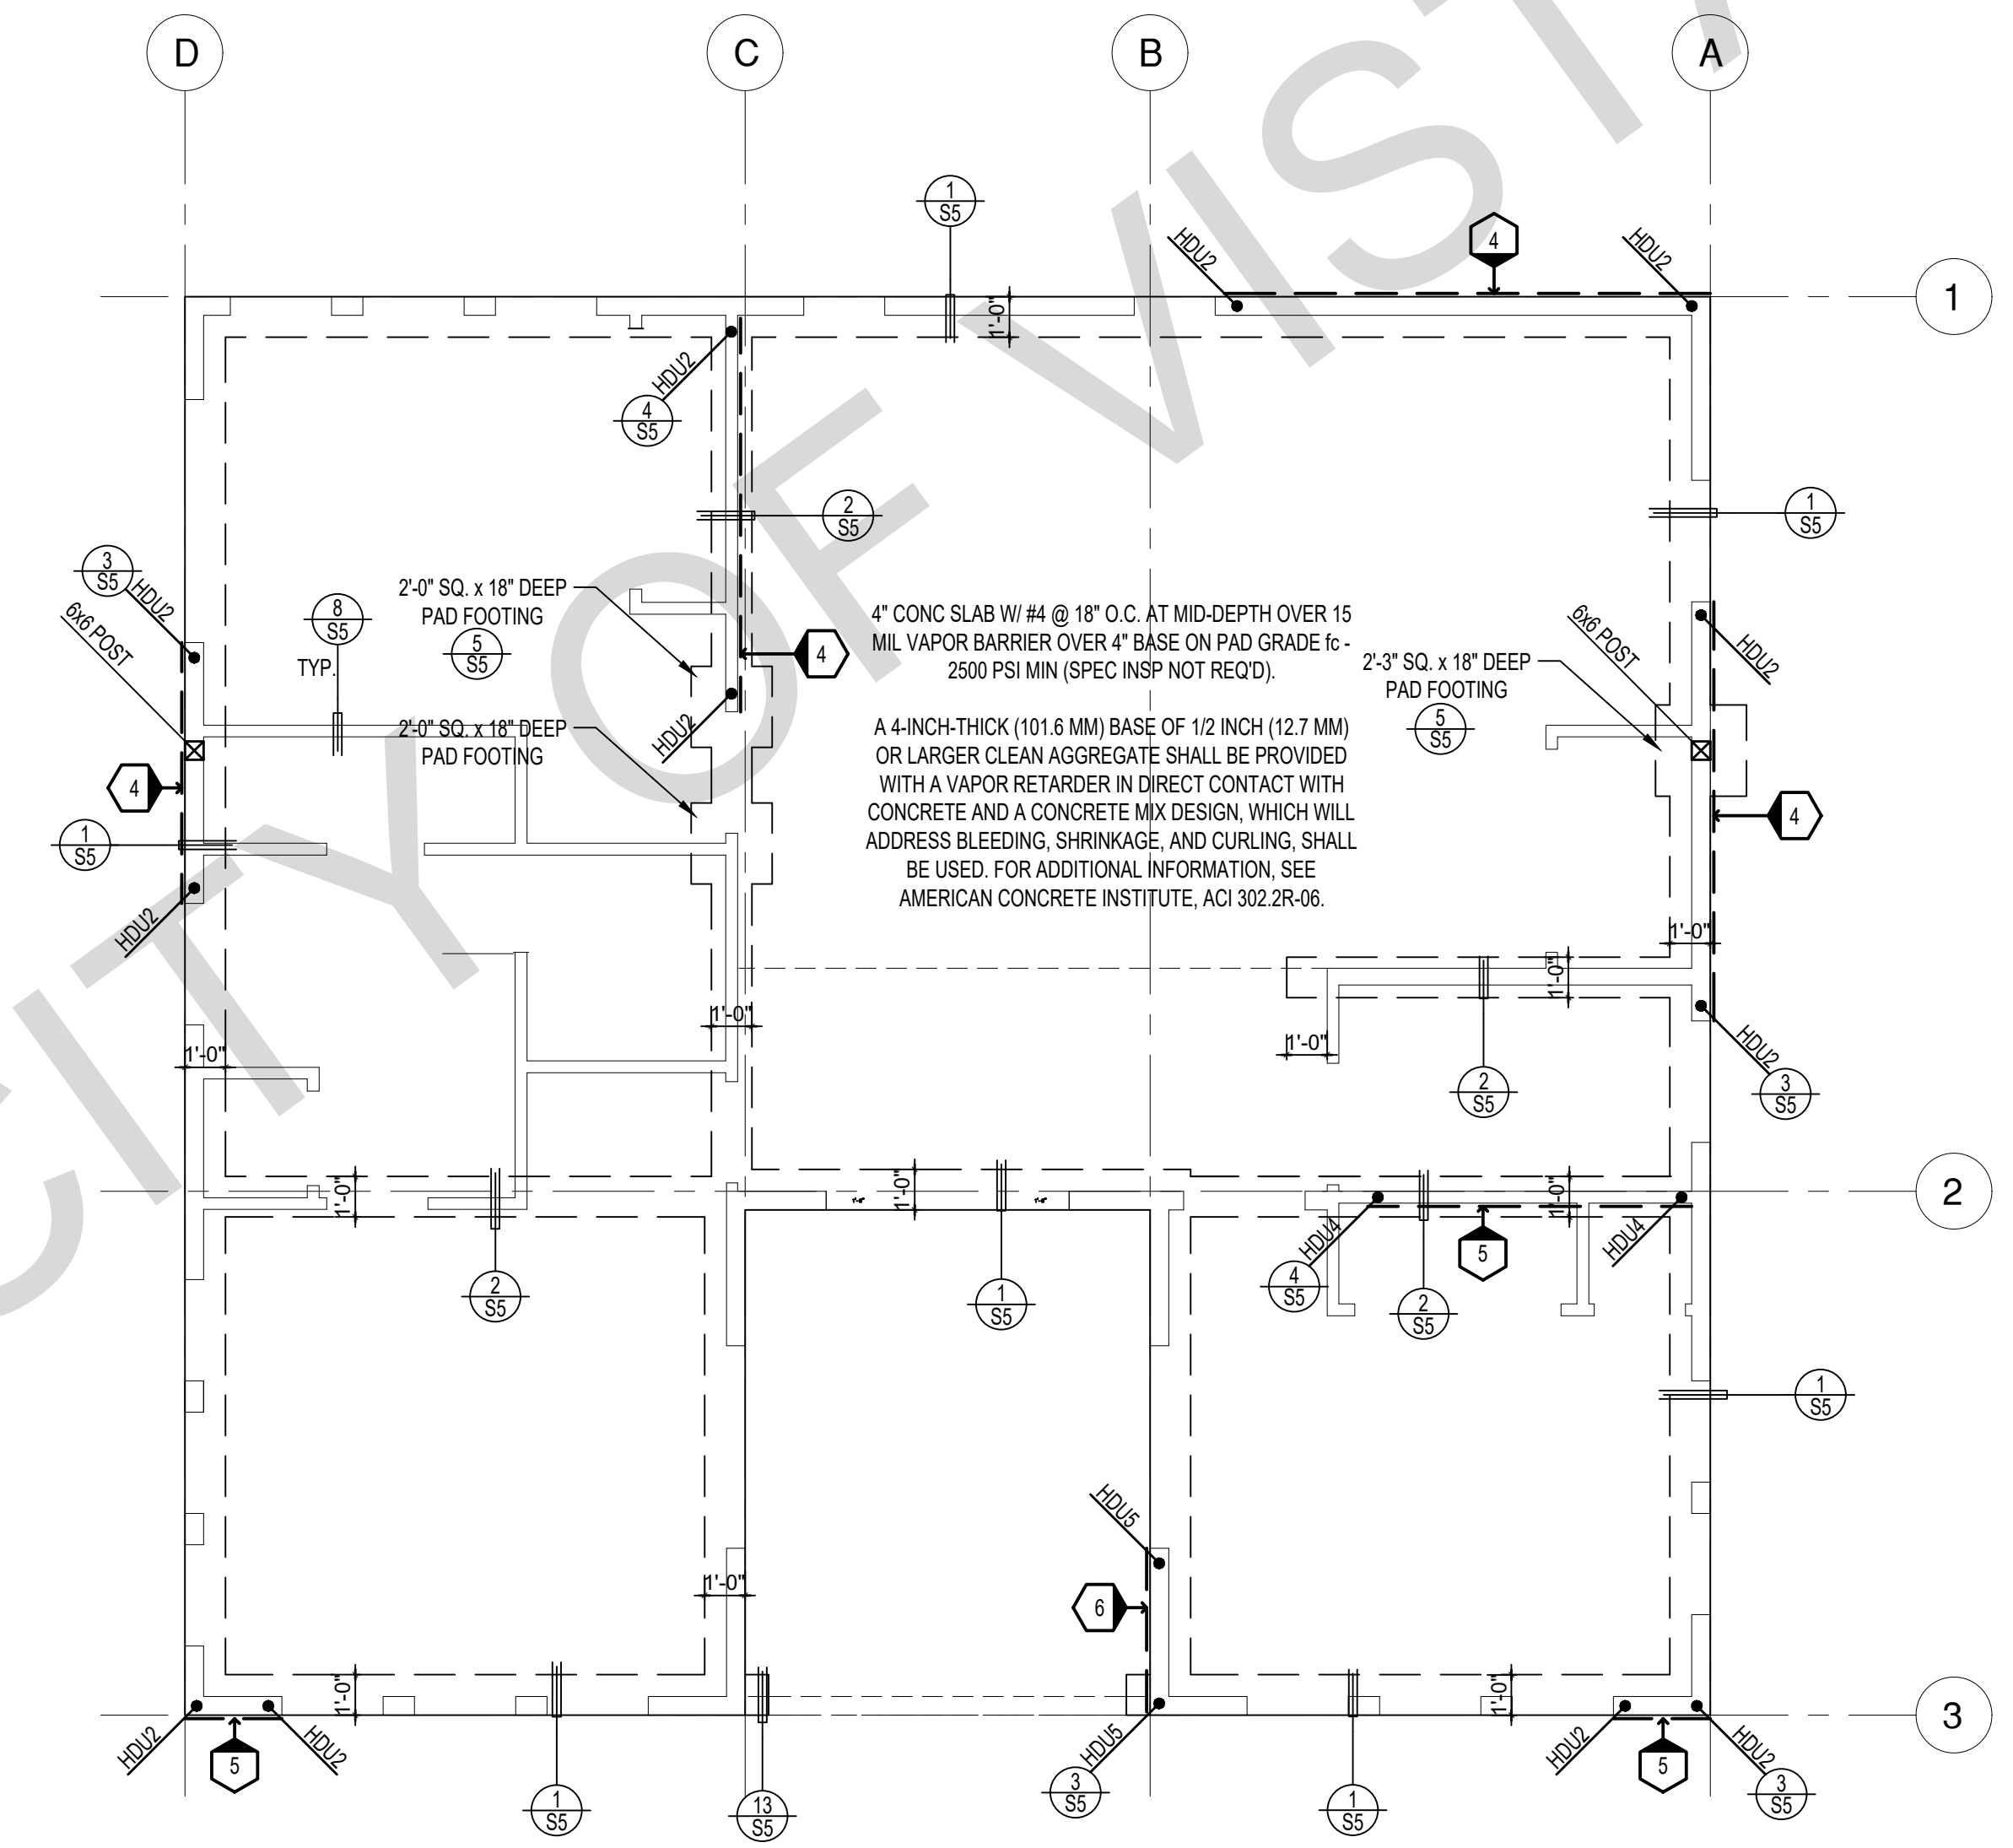 D
C
B
A
1
S5
HDU2
4
HDU2
1
1'-0"
HDU2
4
S5
2
S5
1
S5
3
S5
HDU2
6x6 POST
8
S5
TYP.
2'-0" SQ. x 18" DEEP
PAD FOOTING
5
S5
4" CONC SLAB W/ #4 @ 18" O.C. AT MID-DEPTH OVER 15
MIL VAPOR BARRIER OVER 4" BASE ON PAD GRADE fc -
2500 PSI MIN (SPEC INSP NOT REQ'D).
4
6x6 POST
HDU2
2'-3" SQ. x 18" DEEP
PAD FOOTING
5
S5
2'-0" SQ. x 18" DEEP
PAD FOOTING
HDU2
A 4-INCH-THICK (101.6 MM) BASE OF 1/2 INCH (12.7 MM)
OR LARGER CLEAN AGGREGATE SHALL BE PROVIDED
WITH A VAPOR RETARDER IN DIRECT CONTACT WITH
CONCRETE AND A CONCRETE MIX DESIGN, WHICH WILL
ADDRESS BLEEDING, SHRINKAGE, AND CURLING, SHALL
BE USED. FOR ADDITIONAL INFORMATION, SEE
AMERICAN CONCRETE INSTITUTE, ACI 302.2R-06.
4
4
1
S5
HDU2
1'-0"
1'-0"
1'-0"
1'-0"
1'-0"
HDU2
2
S5
3
S5
1'-0"
1'-0"
1'-0"
2
HDU4
HDU4
5
2
S5
1
S5
4
S5
2
S5
1
S5
HDU5
1'-0"
6
1'-0"
1'-0"
3
HDU2
HDU2
5
HDU5
HDU2
5
HDU2
1
S5
13
S5
3
S5
1
S5
3
S5
CITY OF VISTA